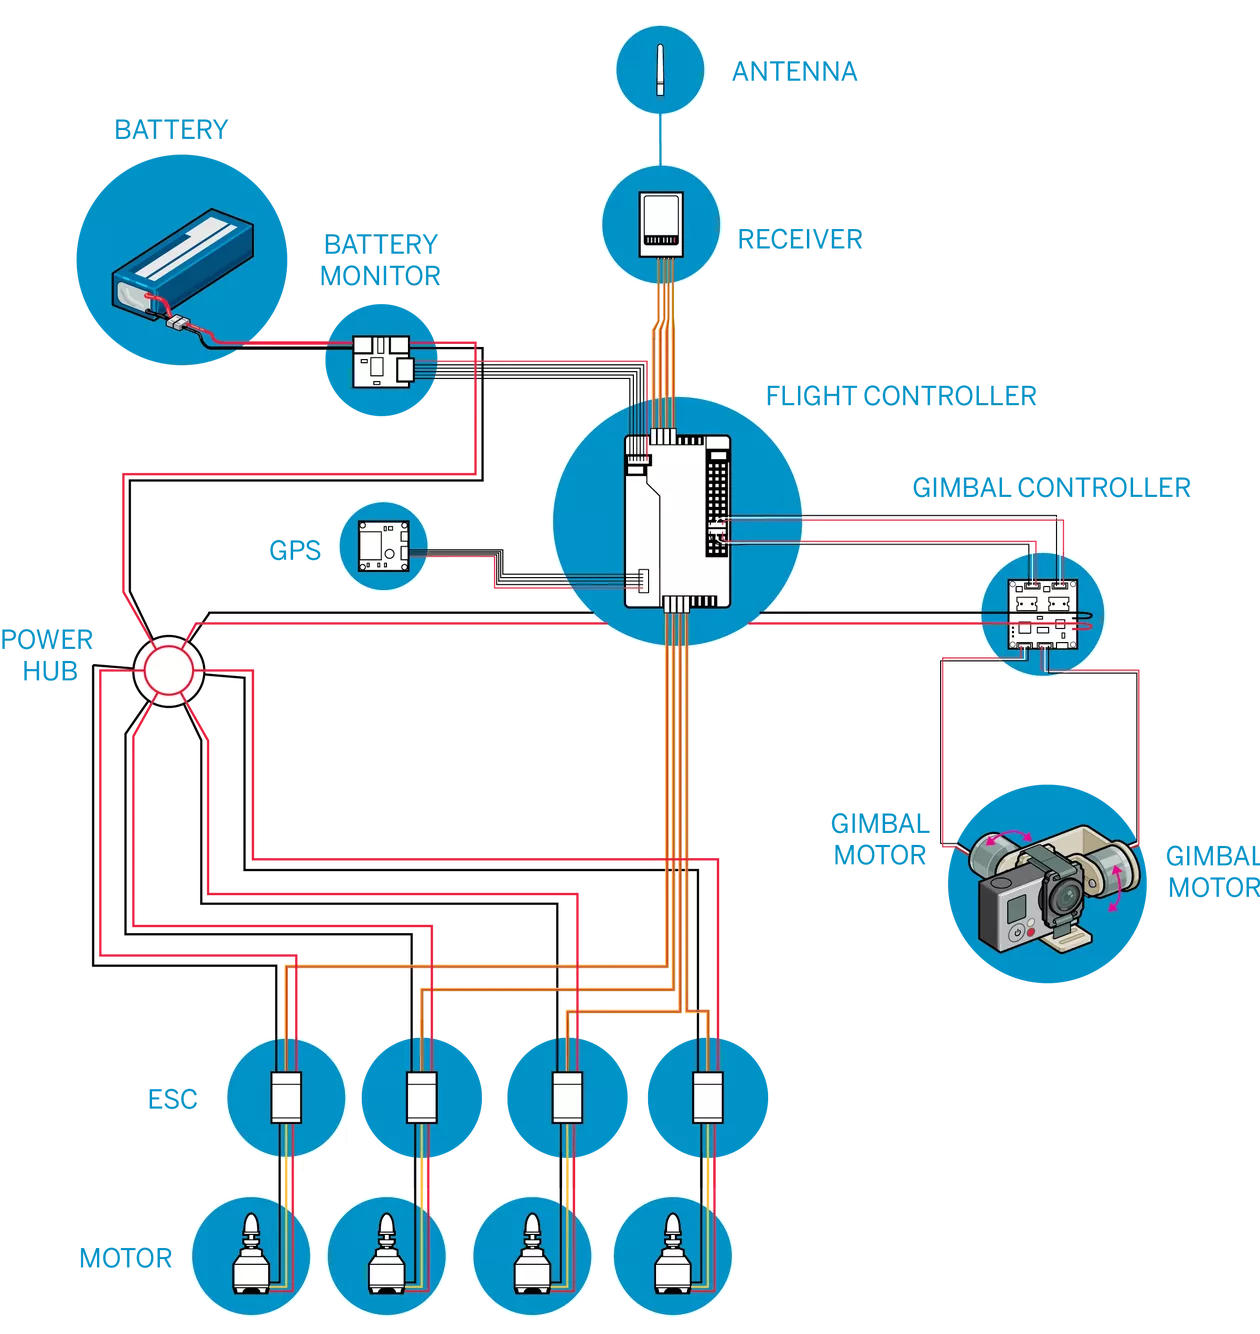 ANTENNA
BATTERY
BATTERY
MONITOR
RECEIVER
FLIGHT CONTROLLER
GIMBAL CONTROLLER
GPS
POWER
HUB
GIMBAL
MOTOR
GIMBAL
MOTOR
ESC
MOTOR